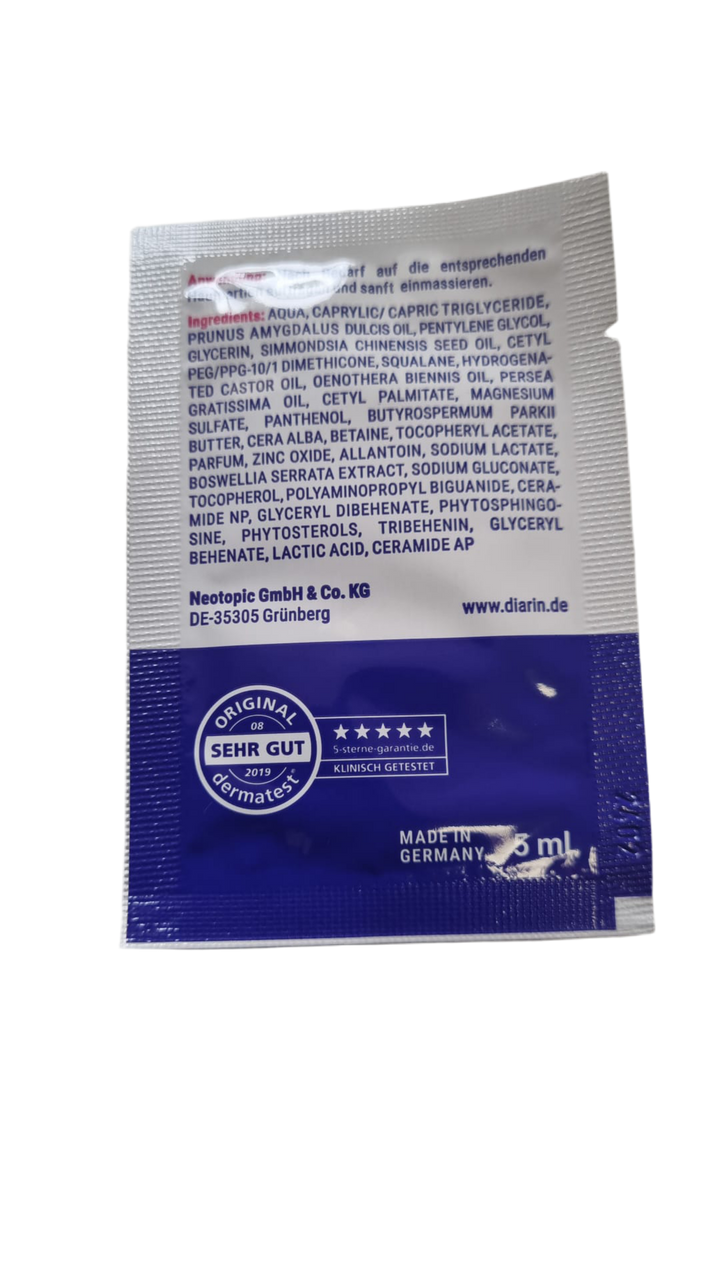 Bedarf auf die entsprechenden
und sanft einmassieren.
Ingredients: AQUA, CAPRYLIC/ CAPRIC TRIGLYCERIDE,
PRUNUS AMYGDALUS DULCIS OIL, PENTYLENE GLYCOL,
GLYCERIN, SIMMONDSIA CHINENSIS SEED OIL, CETYL
PEG/PPG-10/1 DIMETHICONE, SQUALANE, HYDROGENA-
TED CASTOR OIL, OENOTHERA BIENNIS OIL, PERSEA
GRATISSIMA OIL, CETYL PALMITATE, MAGNESIUM
SULFATE, PANTHENOL, BUTYROSPERMUM PARKII
BUTTER, CERA ALBA, BETAINE, TOCOPHERYL ACETATE,
PARFUM, ZINC OXIDE, ALLANTOIN, SODIUM LACTATE,
BOSWELLIA SERRATA EXTRACT, SODIUM GLUCONATE,
TOCOPHEROL, POLYAMINOPROPYL BIGUANIDE, CERA-
MIDE NP, GLYCERYL DIBEHENATE, PHYTOSPHINGO-
SINE, PHYTOSTEROLS, TRIBEHENIN, GLYCERYL
BEHENATE, LACTIC ACID, CERAMIDE AP
Neotopic GmbH & Co. KG
DE-35305 Grünberg
www.diarin.de
ORIGINAL
08
SEHR GUT
2019
dermatest®
5-sterne-garantie.de
KLINISCH GETESTET
MADE IN
GERMANY
5 ml